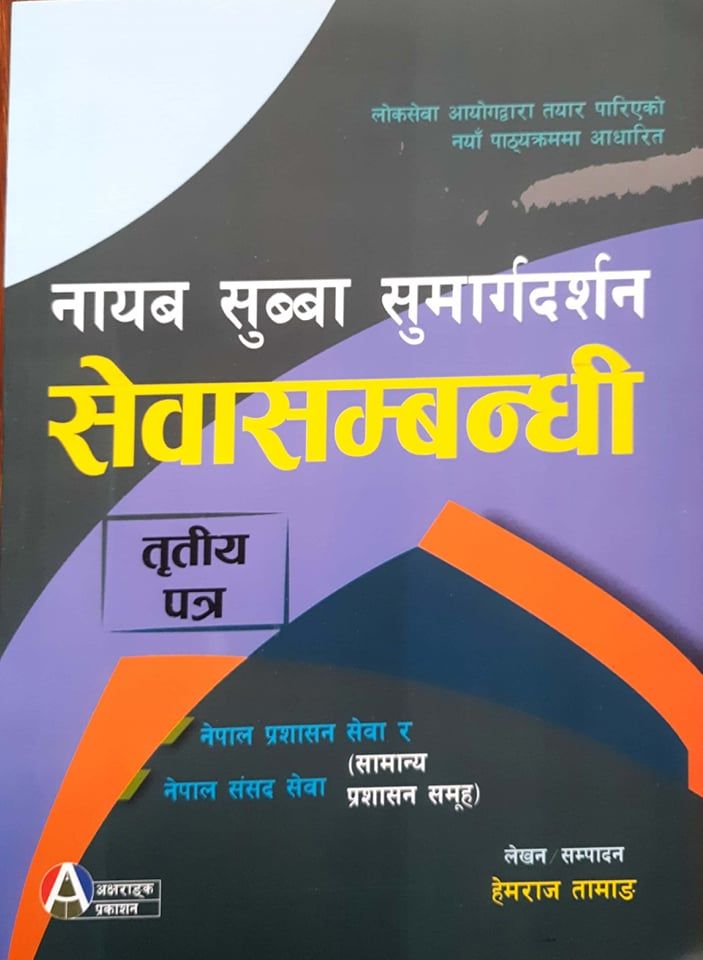 लोकसेवा आयोगद्वारा तयार पारिएको
नयाँ पाठ्यक्रममा आधारित
नायब सुब्बा सुमार्गदर्शन
सेवासम्बन्धी
तृतीय
पत्र
नेपाल प्रशासन सेवा र
नेपाल संसद सेवा
(सामान्य
प्रशासन समूह)
लेखन/सम्पादन
हेमराज तामाङ
अक्षराङ्क
प्रकाशन